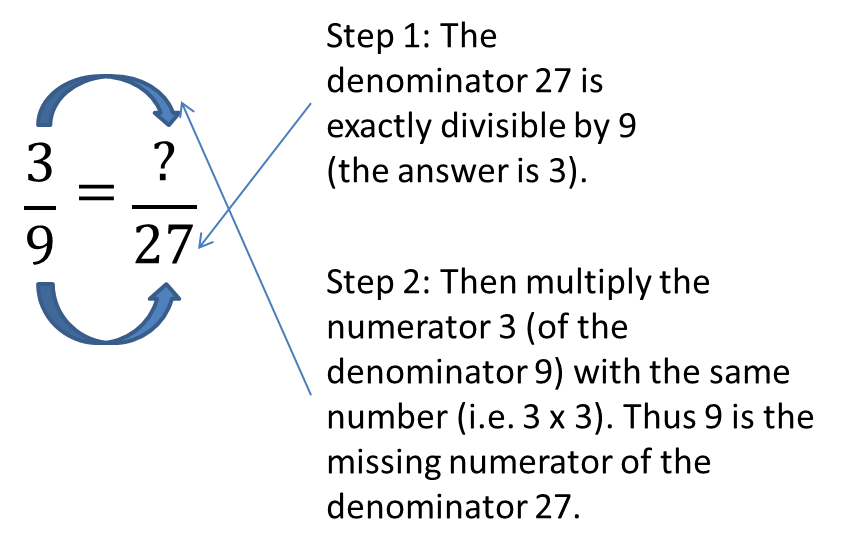 Step 1: The
denominator 27 is
exactly divisible by 9
(the answer is 3).
3/9 = ?/27
Step 2: Then multiply the
numerator 3 (of the
denominator 9) with the same
number (i.e. 3 x 3). Thus 9 is the
missing numerator of the
denominator 27.